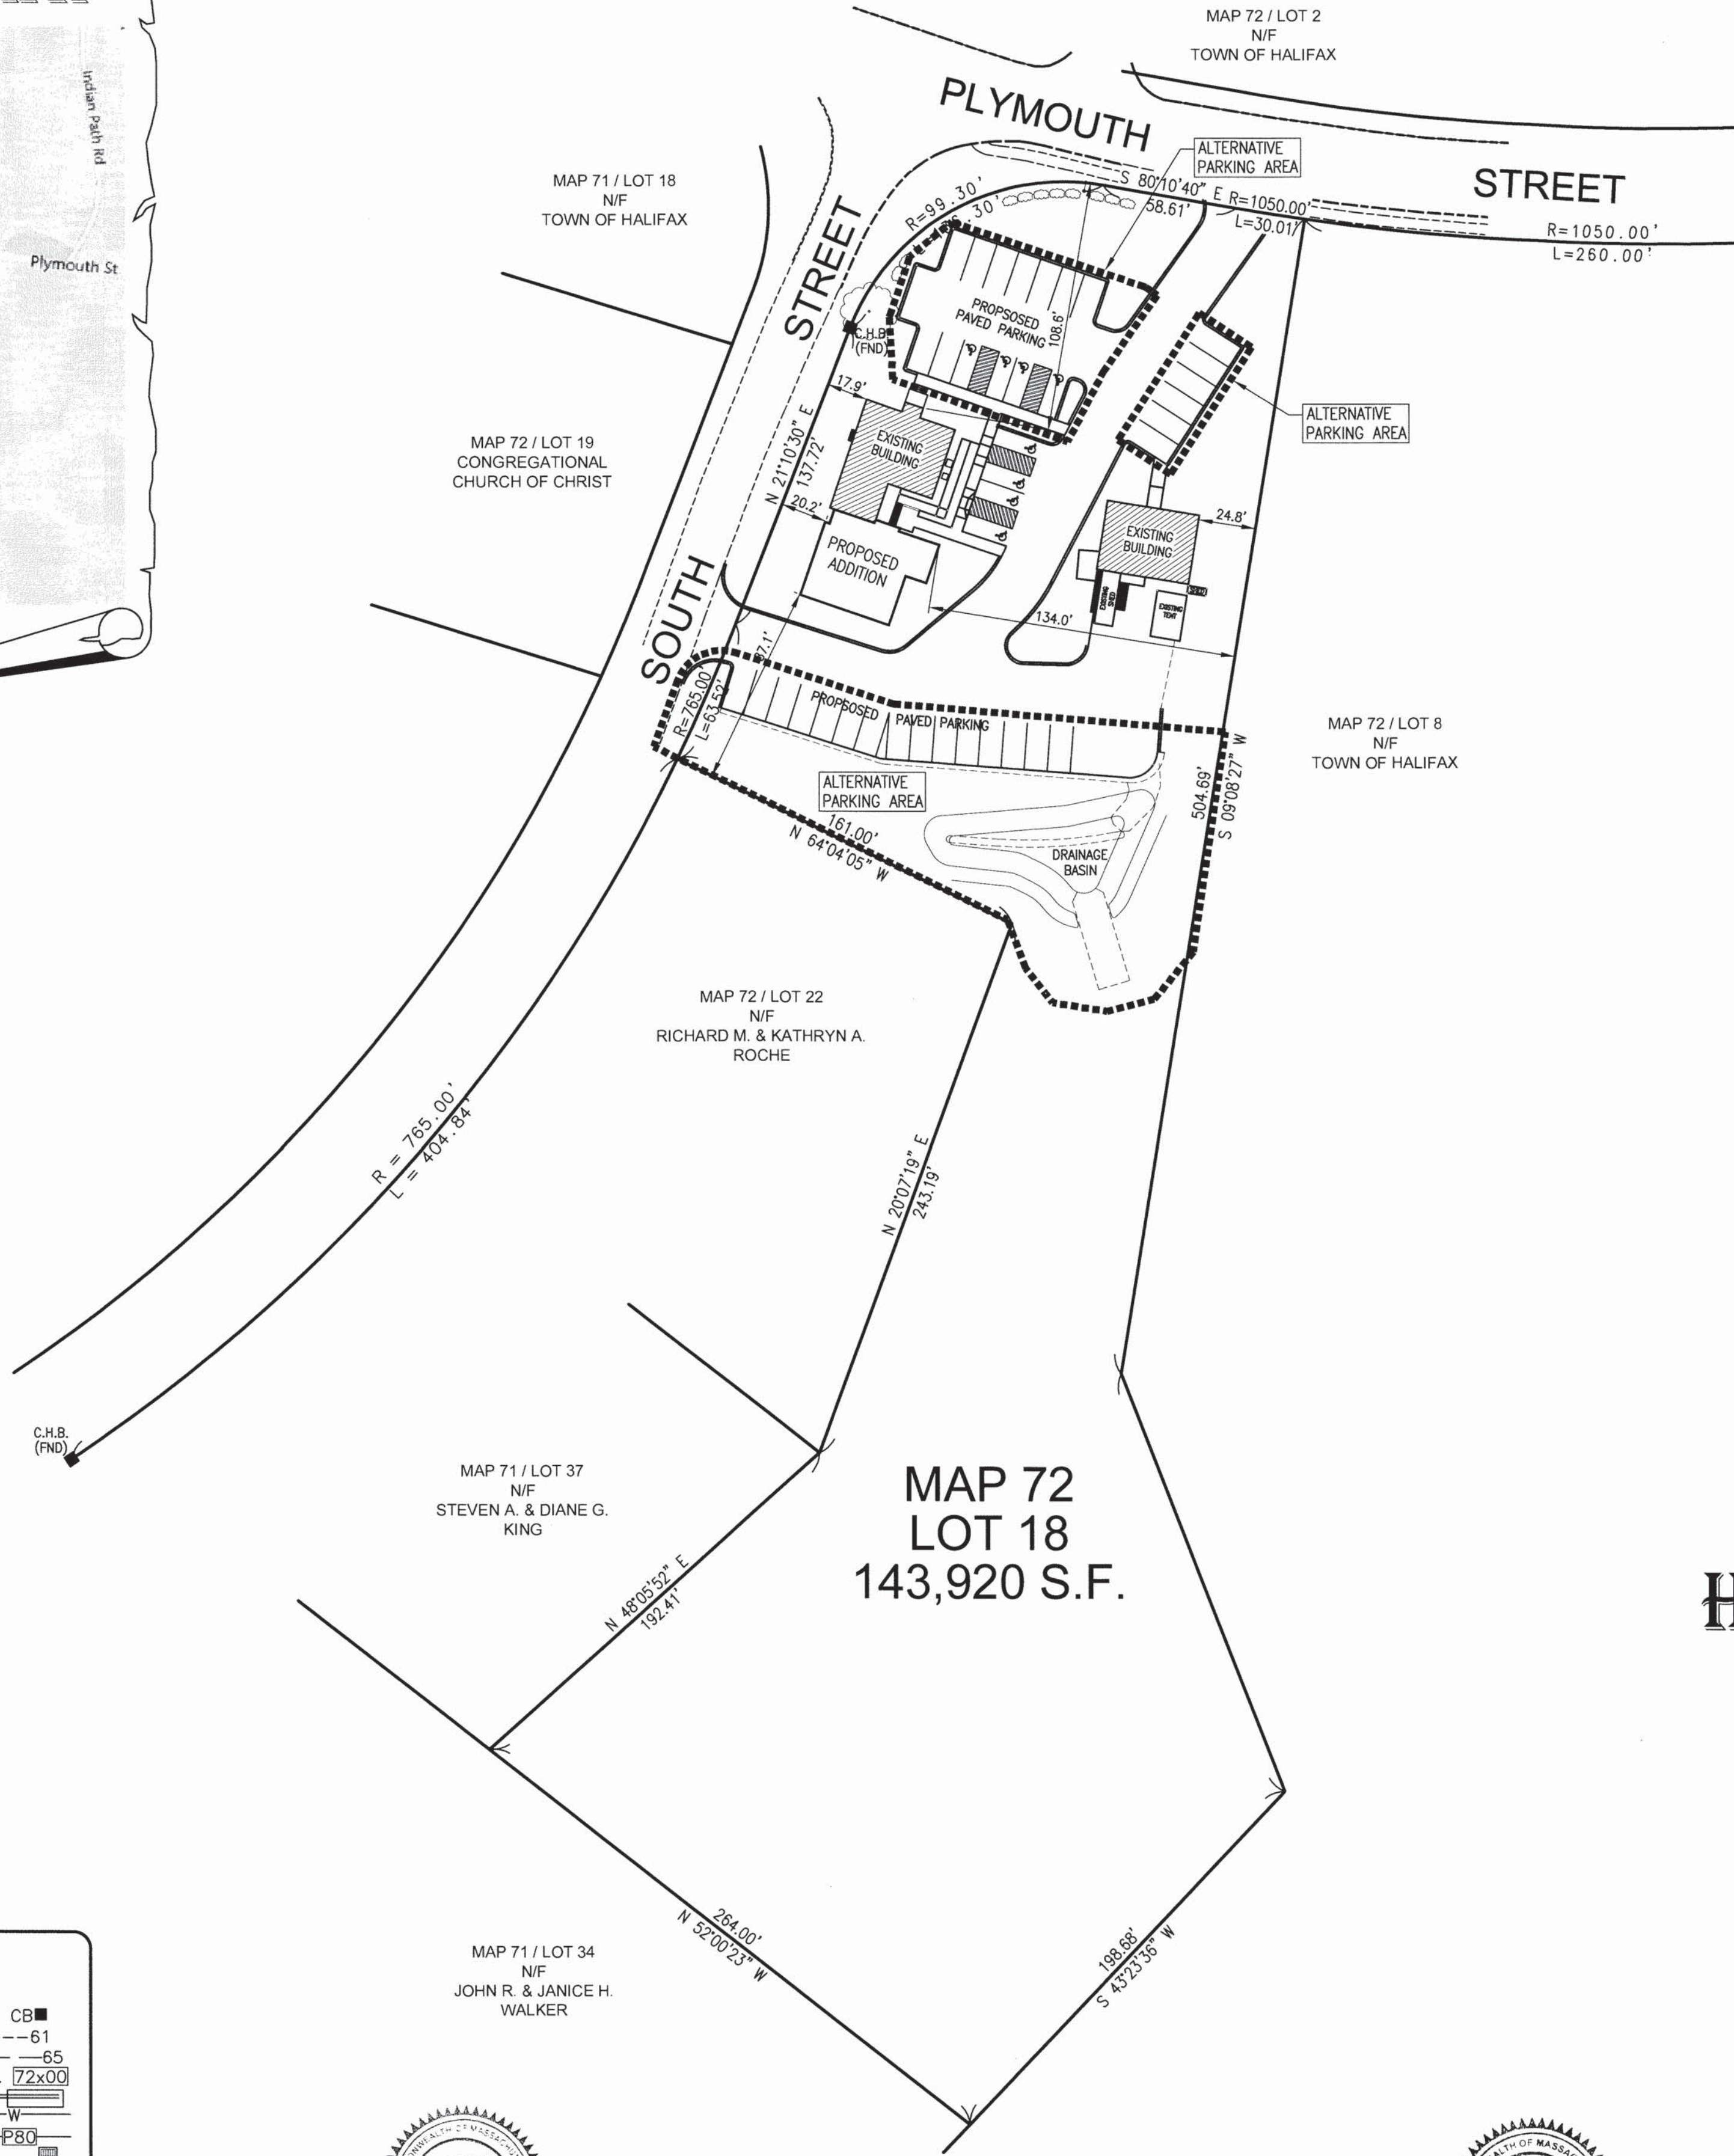 MAP 72 / LOT 2
N/F
TOWN OF HALIFAX
Indian Path Rd
Plymouth St
PLYMOUTH
STREET
ALTERNATIVE
PARKING AREA
S 80°10'40" E
58.61'
R=1050.00'
L=30.01'
R=1050.00'
L=260.00'
MAP 71 / LOT 18
N/F
TOWN OF HALIFAX
STREET
R=99.30'
C.H.B.
(FND)
PROPSOSED
PAVED PARKING
108.6'
17.9'
N 21°10'30" E
137.72'
EXISTING
BUILDING
ALTERNATIVE
PARKING AREA
MAP 72 / LOT 19
CONGREGATIONAL
CHURCH OF CHRIST
20.2'
24.8'
EXISTING
BUILDING
PROPOSED
ADDITION
EXISTING
SHED
EXISTING
TENT
134.0'
SOUTH
R=765.00'
L=63.52'
PROPSOSED PAVED PARKING
MAP 72 / LOT 8
N/F
TOWN OF HALIFAX
504.69'
S 09°08'27" W
ALTERNATIVE
PARKING AREA
161.00'
N 64°04'05" W
DRAINAGE
BASIN
MAP 72 / LOT 22
N/F
RICHARD M. & KATHRYN A.
ROCHE
R = 765.00'
L = 404.84'
N 20°07'19" E
243.19'
C.H.B.
(FND)
MAP 71 / LOT 37
N/F
STEVEN A. & DIANE G.
KING
MAP 72
LOT 18
143,920 S.F.
N 48°05'52" E
192.41'
H
264.00'
N 52°00'23" W
198.68'
S 43°23'36" W
MAP 71 / LOT 34
N/F
JOHN R. & JANICE H.
WALKER
CB
61
65
72x00
W
P80